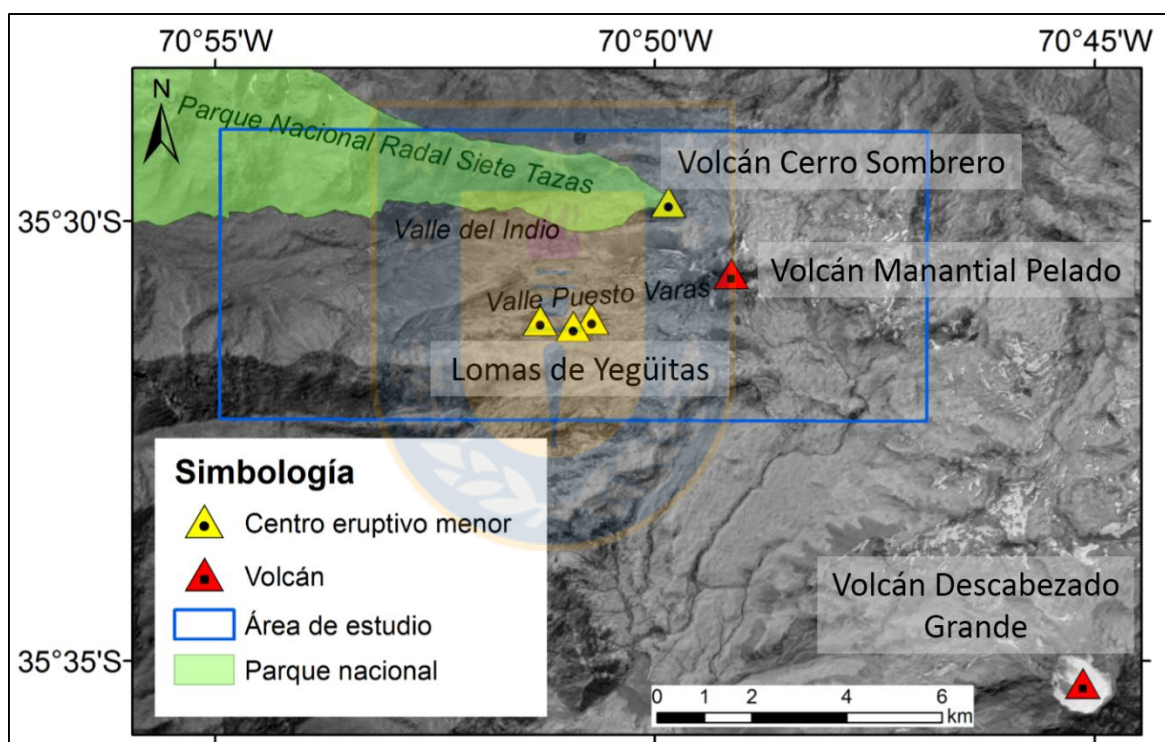 70°55'W
70°50'W
70°45'W
N
Parque Nacional Radal Siete Tazas
Volcán Cerro Sombrero
35°30'S
Valle del Indio
Volcán Manantial Pelado
Valle Puesto Varas
Lomas de Yegüitas
Simbología
Centro eruptivo menor
Volcán
Área de estudio
Parque nacional
Volcán Descabezado
Grande
35°35'S
0 1 2 4 6
km